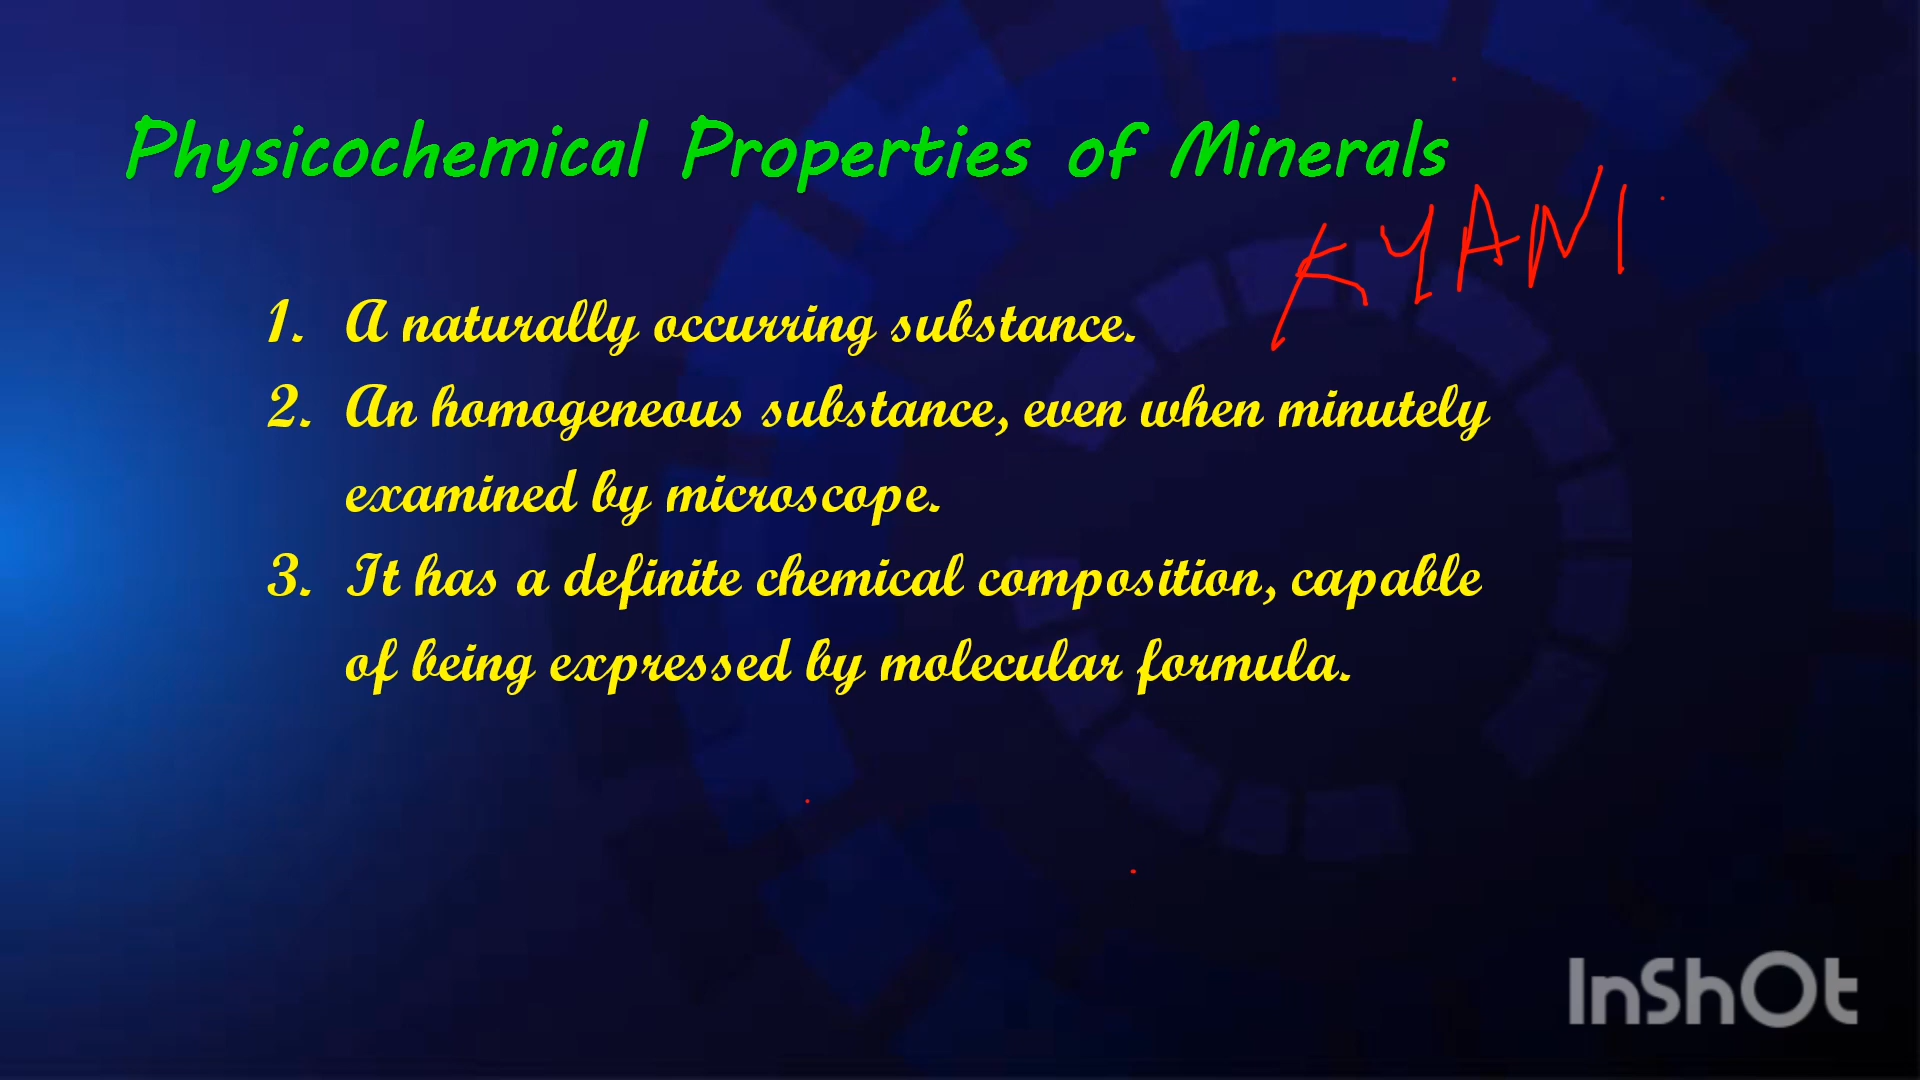 Physicochemical Properties of Minerals
KYANI
1. A naturally occurring substance.
2. An homogeneous substance, even when minutely
examined by microscope.
3. It has a definite chemical composition, capable
of being expressed by molecular formula.
InShOt